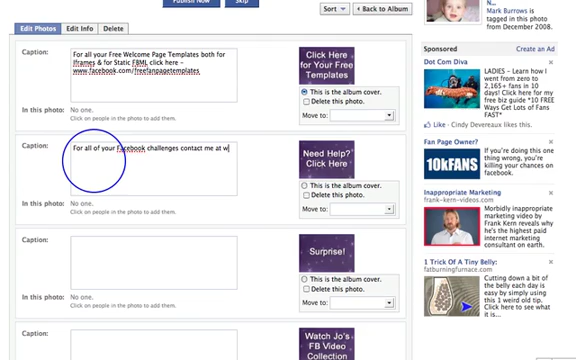 Publish Now
Skip
Sort
Back to Album
Edit Photos
Edit Info
Delete
Caption:
For all your Free Welcome Page Templates both for
Iframes & for Static FBML click here -
www.facebook.com/freefanpagetemplates
In this photo: No one.
Click on people in the photo to add them.
Click Here
for Your Free
Templates
This is the album cover.
Delete this photo.
Move to:
Caption:
For all of your Facebook challenges contact me at w
In this photo: No one.
Click on people in the photo to add them.
Need Help?
Click Here
This is the album cover.
Delete this photo.
Move to:
Caption:
In this photo: No one.
Click on people in the photo to add them.
Surprise!
This is the album cover.
Delete this photo.
Move to:
Caption:
Watch Jo's
FB Video
Collection
N...
Mark Burrows is
tagged in this photo
from December 2008.
Sponsored
Create an Ad
Dot Com Diva
LADIES - Learn how
I went from zero to
2,165+ fans in 10
days! Click here for
my free biz guide *10
FREE Ways Get Lots of
Fans FAST*
Like · Cindy Devereaux likes this.
Fan Page Owner?
10kFANS
If you're doing this one
thing wrong, you're
killing your chances on
facebook.
Inappropriate Marketing
frank-kern-videos.com
Morbidly inappropriate
marketing video by
Frank Kern reveals why
he's the highest paid
internet marketing
consultant on earth.
1 Trick Of A Tiny Belly:
fatburningfurnace.com
Cutting down a bit of
the belly each day is
easy by simply using
this 1 weird old tip.
Click here to see what
it is...